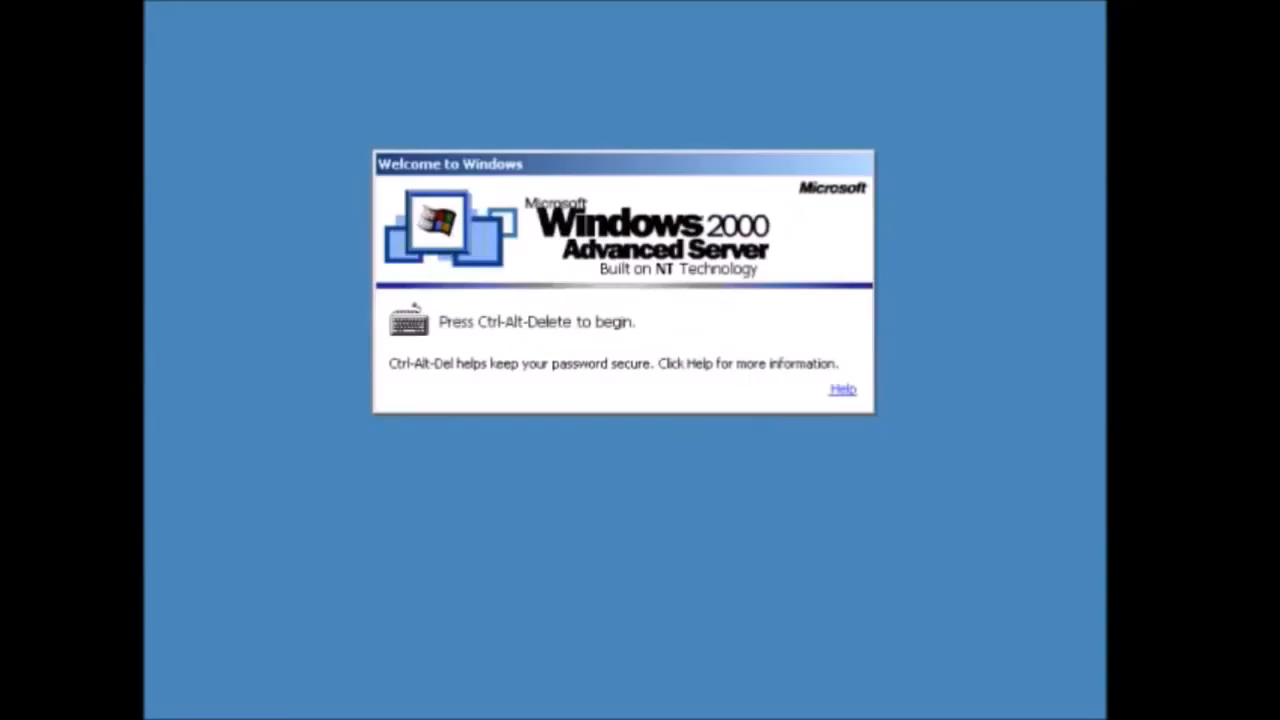 Welcome to Windows
Microsoft
Microsoft
Windows 2000
Advanced Server
Built on NT Technology
Press Ctrl-Alt-Delete to begin.
Ctrl-Alt-Del helps keep your password secure. Click Help for more information.
Help